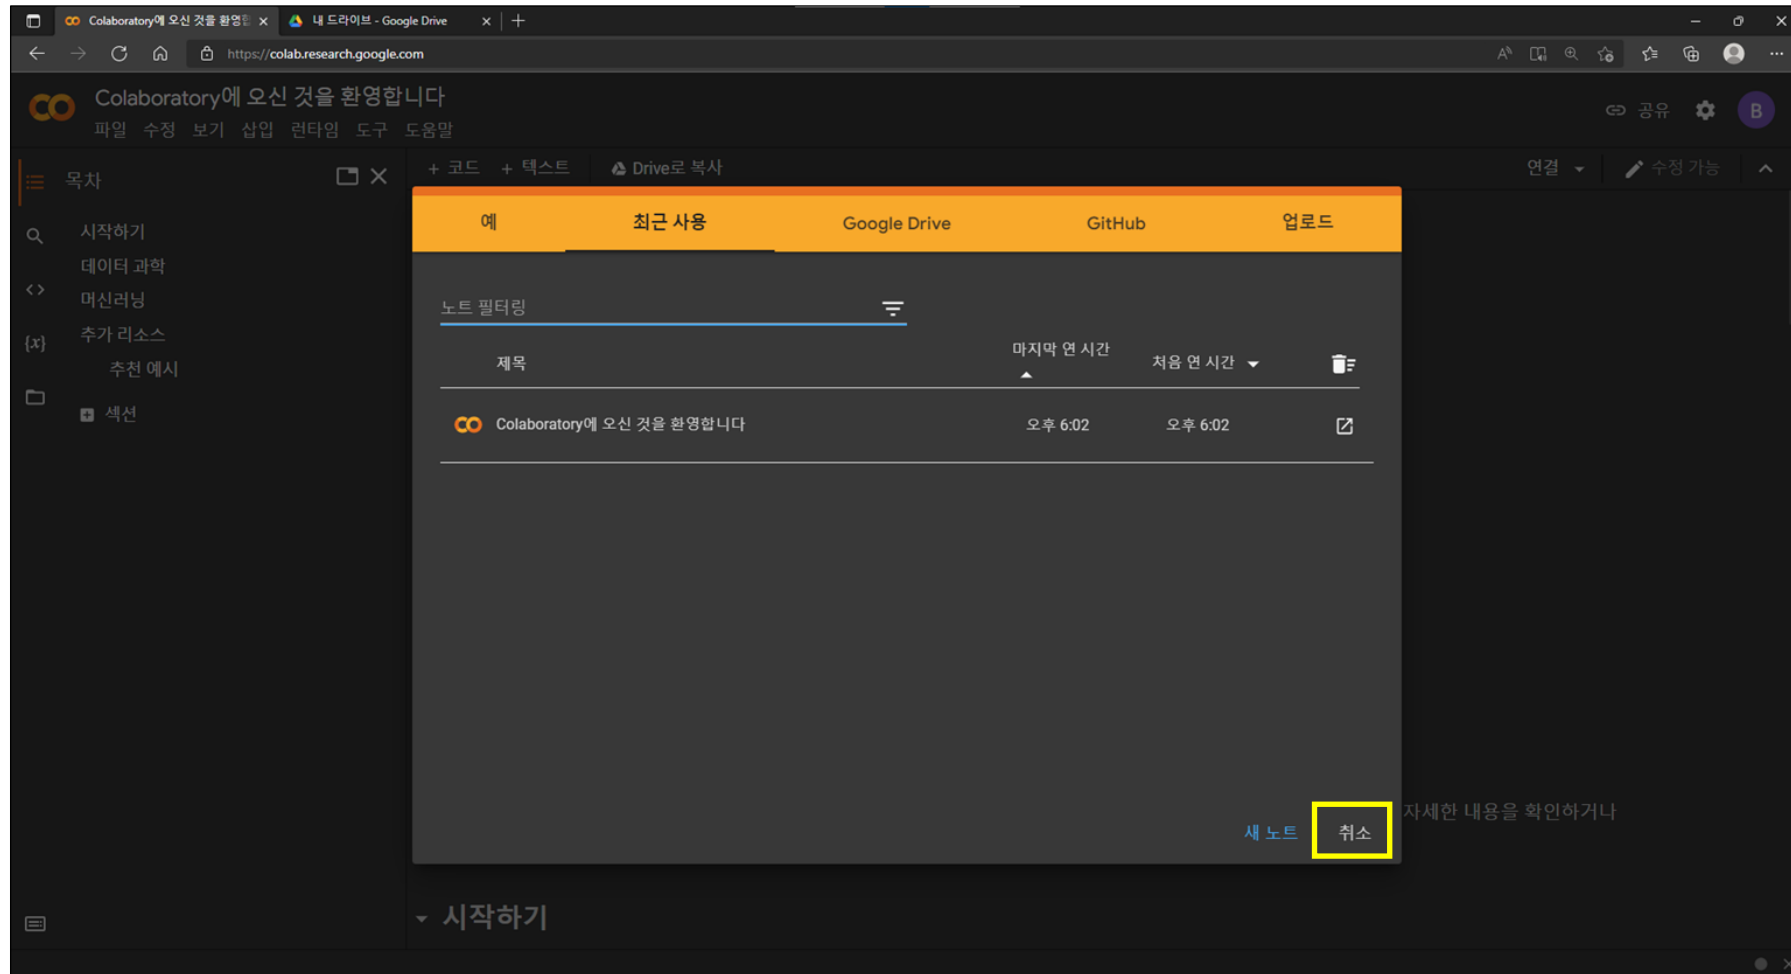 Colaboratory에 오신 것을 환영합
내 드라이브 - Google Drive
https://colab.research.google.com
Colaboratory에 오신 것을 환영합니다
공유
B
파일 수정 보기 삽입 런타임 도구 도움말
목차
+ 코드 + 텍스트 Drive로 복사
연결 수정 가능
시작하기
데이터 과학
머신러닝
추가 리소스
추천 예시
섹션
예 최근 사용 Google Drive GitHub 업로드
노트 필터링
제목 마지막 연 시간 처음 연 시간
Colaboratory에 오신 것을 환영합니다 오후 6:02 오후 6:02
자세한 내용을 확인하거나
새 노트 취소
시작하기